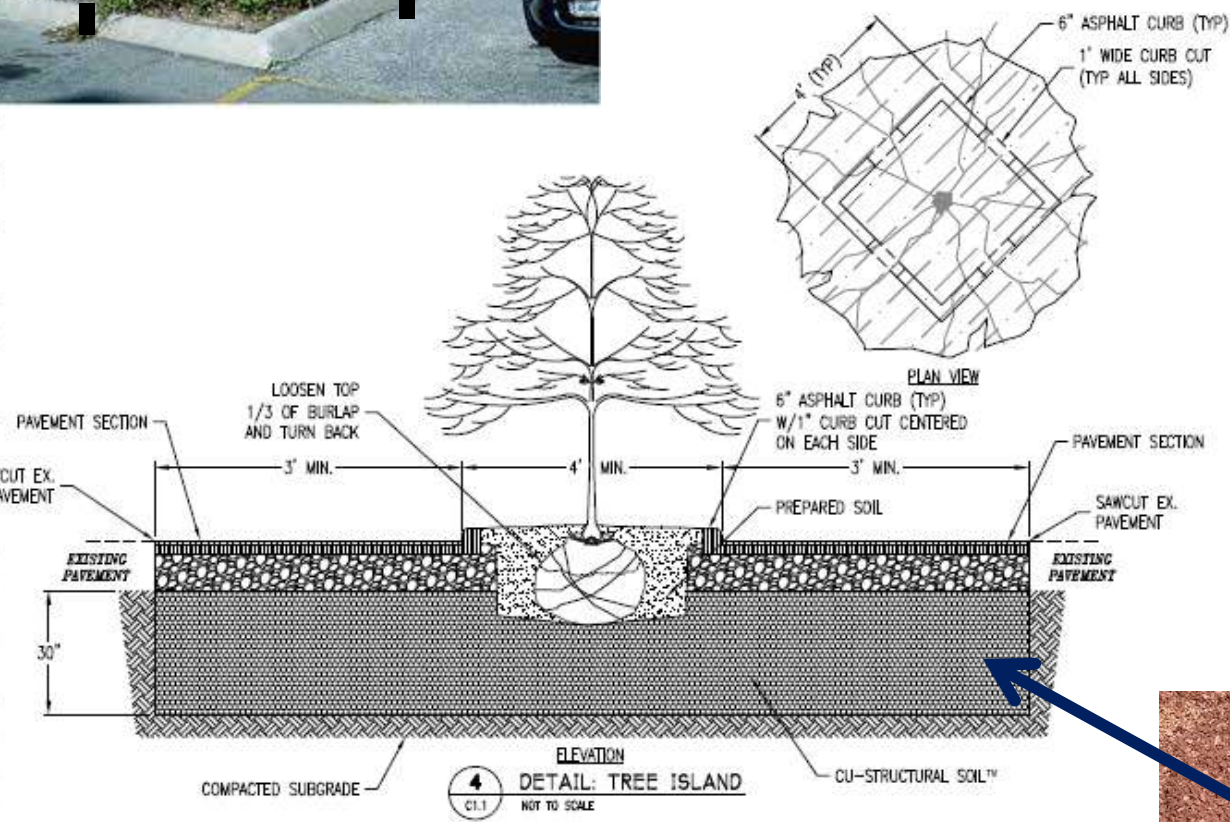 6" ASPHALT CURB (TYP)
1' WIDE CURB CUT
(TYP ALL SIDES)
4' (TYP)
PLAN VIEW
LOOSEN TOP
1/3 OF BURLAP
AND TURN BACK
6" ASPHALT CURB (TYP)
W/1" CURB CUT CENTERED
ON EACH SIDE
PAVEMENT SECTION
PAVEMENT SECTION
3' MIN.
4' MIN.
3' MIN.
CUT EX.
PREPARED SOIL
SAWCUT EX.
PAVEMENT
EXISTING
PAVEMENT
EXISTING
PAVEMENT
30"
ELEVATION
4
C1.1
DETAIL: TREE ISLAND
NOT TO SCALE
COMPACTED SUBGRADE
CU-STRUCTURAL SOIL™